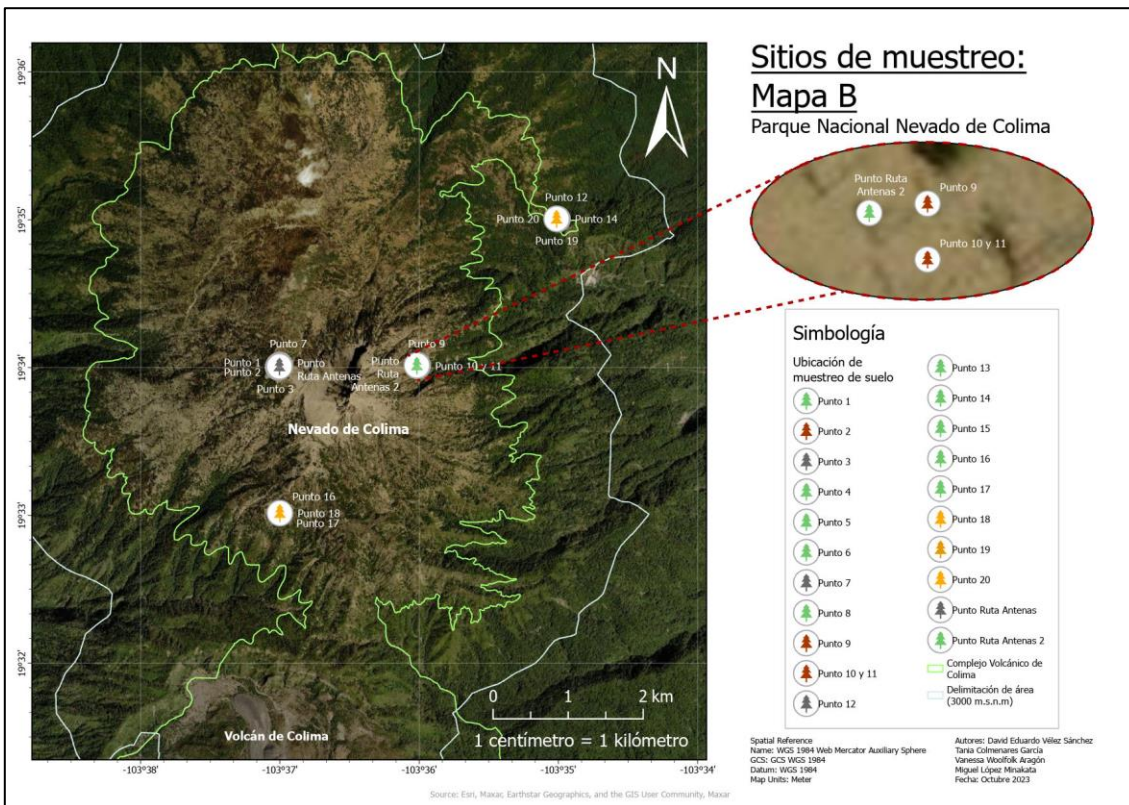 Sitios de muestreo:
Mapa B
Parque Nacional Nevado de Colima
19°36'
19°35'
19°34'
19°33'
19°32'
-103°38'
-103°37'
-103°36'
-103°35'
-103°34'
N
Punto 12
Punto 20
Punto 14
Punto 19
Punto 7
Punto 1
Punto 2
Punto
Ruta Antenas
Punto 3
Punto 9
Punto
Ruta
Antenas 2
Punto 10 y 11
Nevado de Colima
Punto 16
Punto 18
Punto 17
Volcán de Colima
0 1 2 km
1 centímetro = 1 kilómetro
Source: Esri, Maxar, Earthstar Geographics, and the GIS User Community, Maxar
Punto Ruta
Antenas 2
Punto 9
Punto 10 y 11
Simbología
Ubicación de
muestreo de suelo
Punto 1
Punto 2
Punto 3
Punto 4
Punto 5
Punto 6
Punto 7
Punto 8
Punto 9
Punto 10 y 11
Punto 12
Punto 13
Punto 14
Punto 15
Punto 16
Punto 17
Punto 18
Punto 19
Punto 20
Punto Ruta Antenas
Punto Ruta Antenas 2
Complejo Volcánico de
Colima
Delimitación de área
(3000 m.s.n.m)
Spatial Reference
Name: WGS 1984 Web Mercator Auxiliary Sphere
GCS: GCS WGS 1984
Datum: WGS 1984
Map Units: Meter
Autores: David Eduardo Vélez Sánchez
Tania Colmenares García
Vanessa Woolfolk Aragón
Miguel López Minakata
Fecha: Octubre 2023